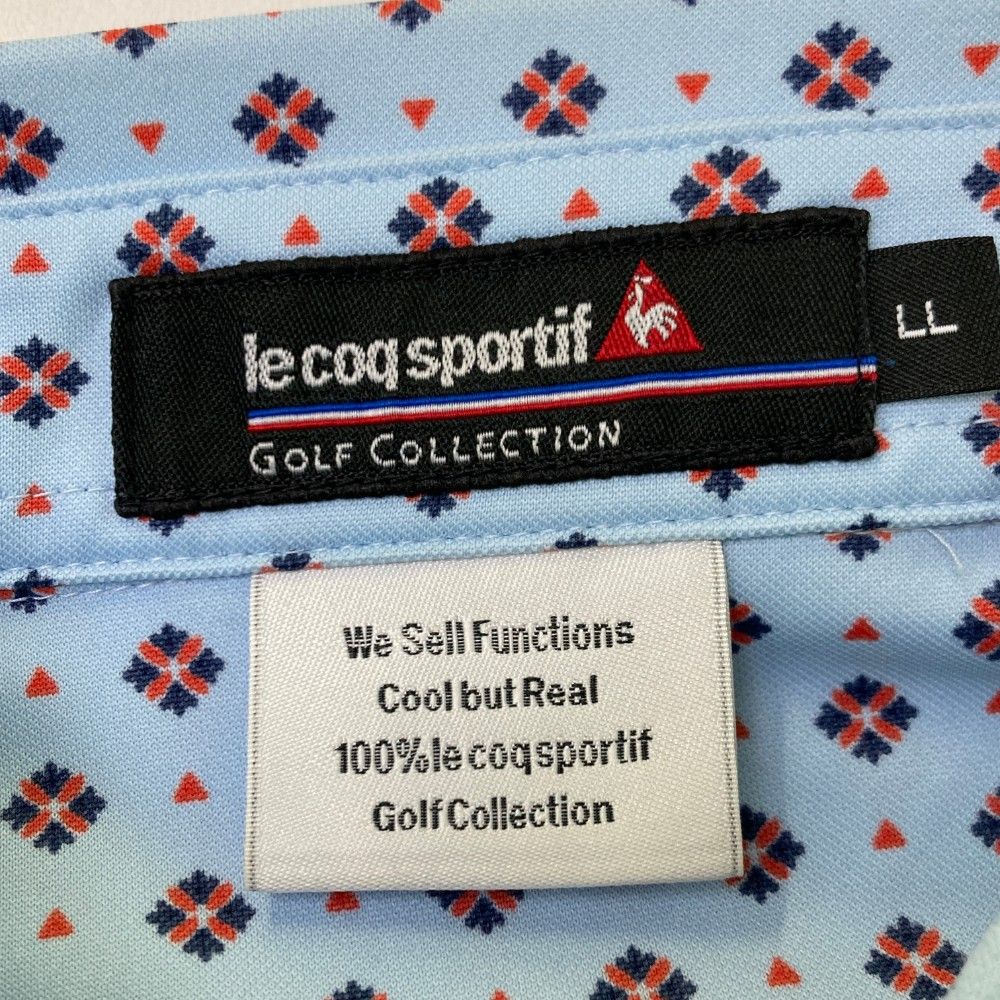 le coq sportif
GOLF COLLECTION
LL
We Sell Functions
Cool but Real
100% le coq sportif
Golf Collection